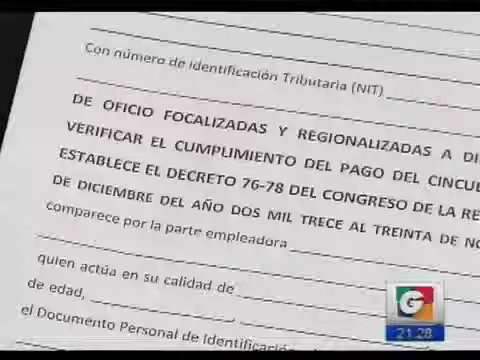 Con número de identificación Tributaria (NIT)
DE OFICIO FOCALIZADAS Y REGIONALIZADAS A
VERIFICAR EL CUMPLIMIENTO DEL PAGO DEL
ESTABLECE EL DECRETO 76-78 DEL CONGRESO DE LA
DE DICIEMBRE DEL AÑO DOS MIL TRECE AL TREINTA DE
comparece por la parte empleadora
quien actúa en su calidad de
de edad,
el Documento Personal de Identificación
G
21:28